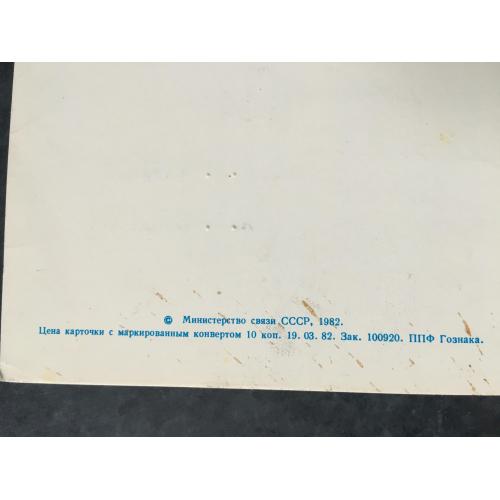 © Министерство связи СССР, 1982.
Цена карточки с маркированным конвертом 10 коп. 19. 03. 82. Зак. 100920. ППФ Гознака.